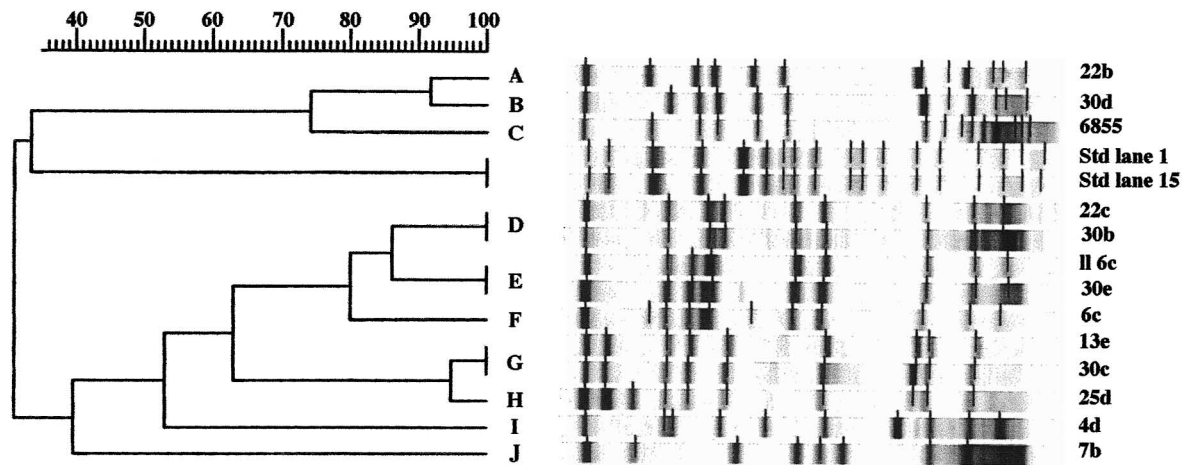 40 50 60 70 80 90 100
A 22b
B 30d
C 6855
Std lane 1
Std lane 15
D 22c
30b
E ll 6c
30e
F 6c
G 13e
30c
H 25d
I 4d
J 7b